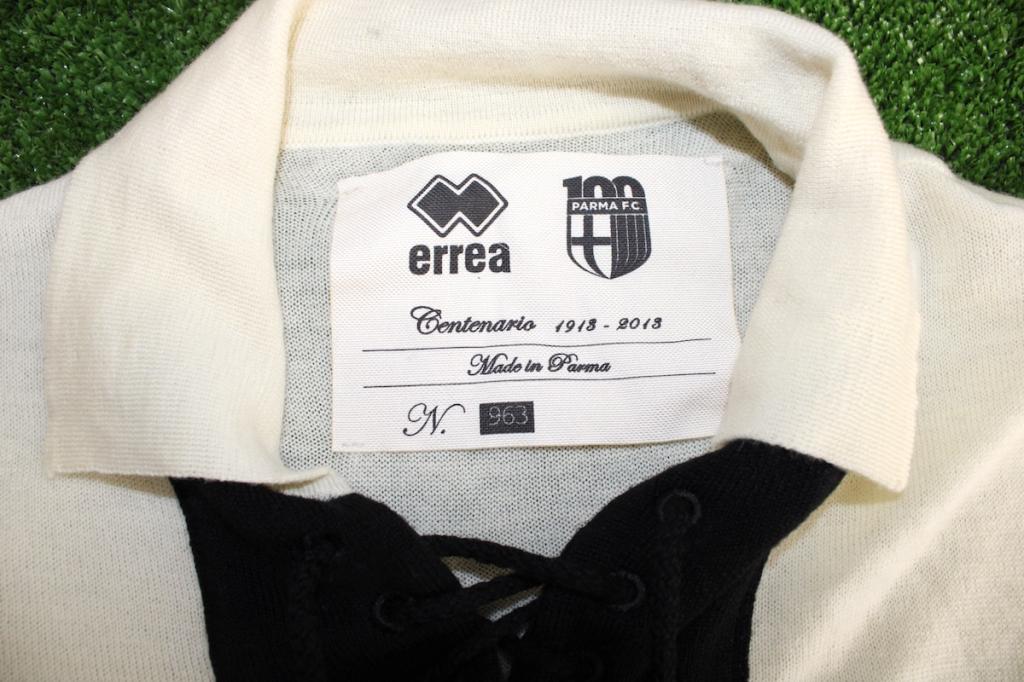 errea
100
PARMA F.C.
Centenario 1913 - 2013
Made in Parma
N. 963